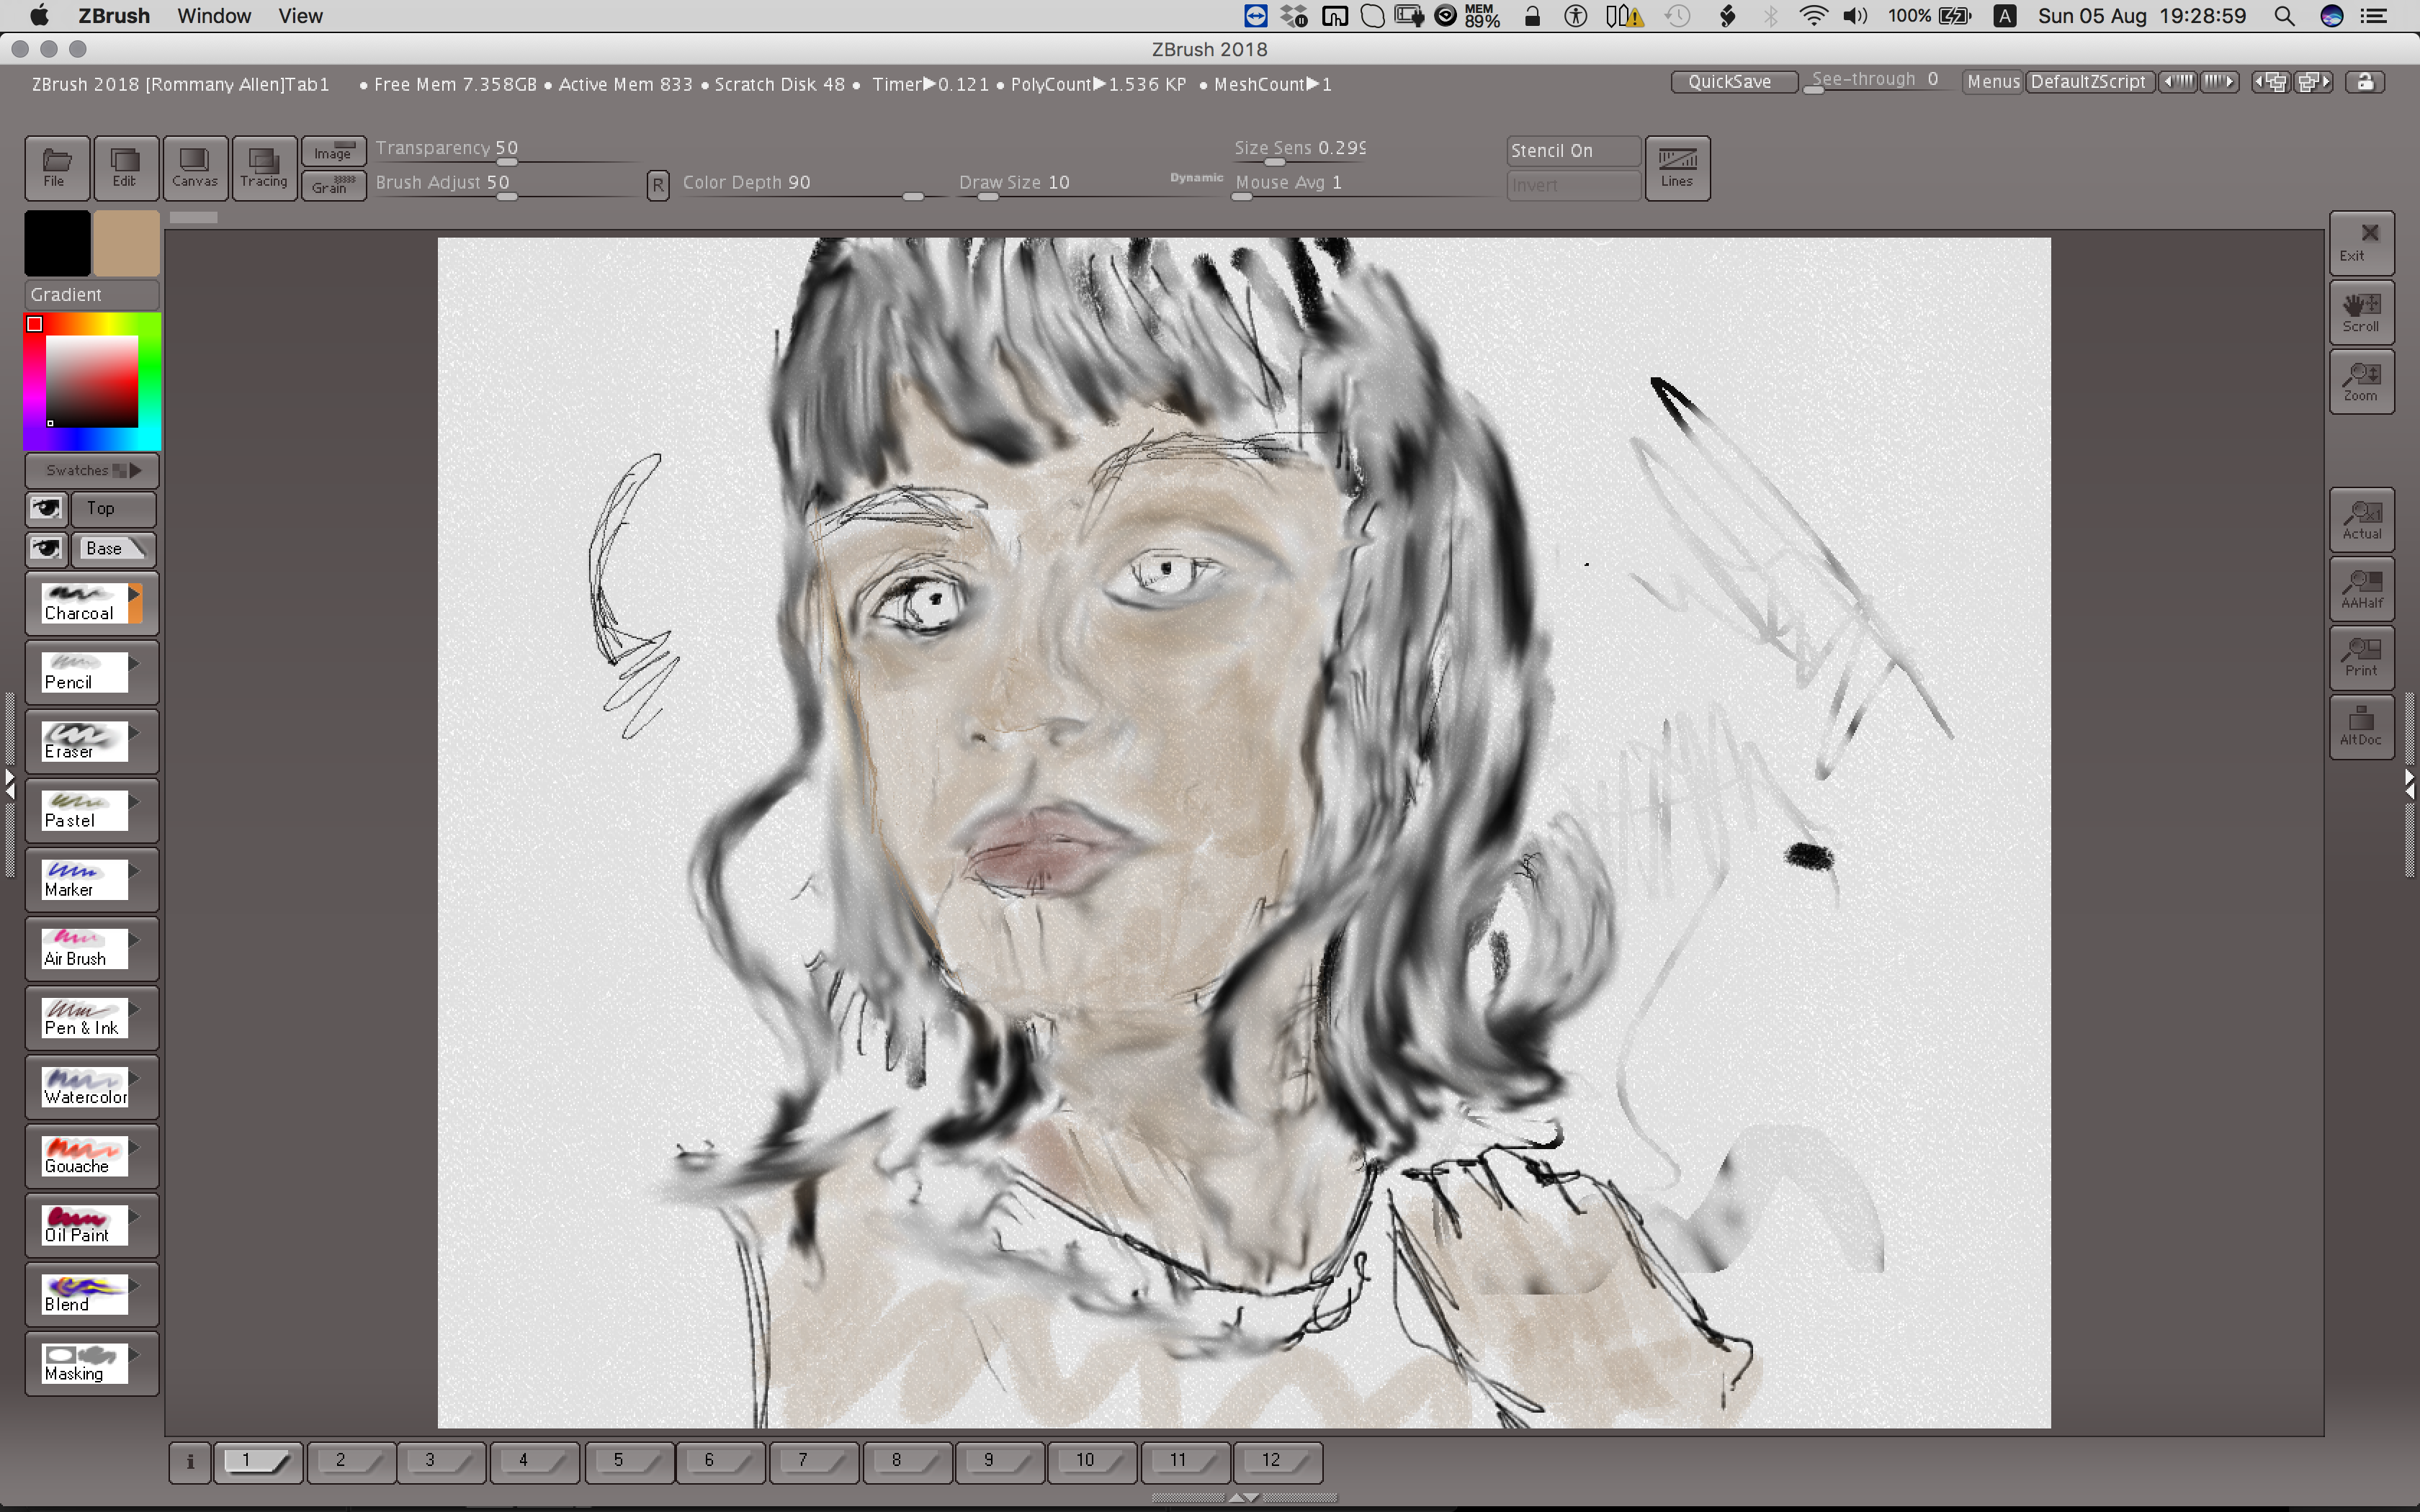 ZBrush Window View MEM 89% 100% A Sun 05 Aug 19:28:59
ZBrush 2018
ZBrush 2018 [Rommany Allen]Tab1 • Free Mem 7.358GB • Active Mem 833 • Scratch Disk 48 • Timer▶0.121 • PolyCount▶1.536 KP • MeshCount▶1 QuickSave See-through 0 Menus DefaultZScript
File Edit Canvas Tracing Image Transparency 50 Size Sens 0.299 Stencil On Lines
Grain Brush Adjust 50 R Color Depth 90 Draw Size 10 Dynamic Mouse Avg 1 Invert
Gradient
Swatches
Top
Base
Charcoal
Pencil
Eraser
Pastel
Marker
Air Brush
Pen & Ink
Watercolor
Gouache
Oil Paint
Blend
Masking
Exit
Scroll
Zoom
Actual
AAHalf
Print
AltDoc
i 1 2 3 4 5 6 7 8 9 10 11 12